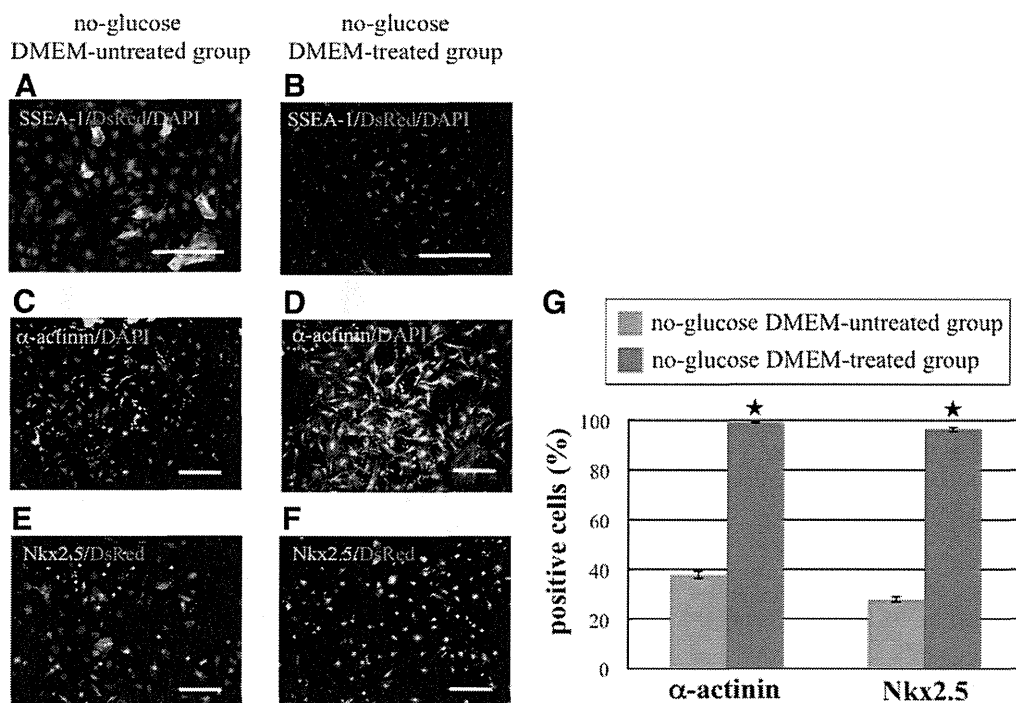 no-glucose
DMEM-untreated group
no-glucose
DMEM-treated group
A
SSEA-1/DsRed/DAPI
B
SSEA-1/DsRed/DAPI
C
α-actinin/DAPI
D
α-actinin/DAPI
E
Nkx2.5/DsRed
F
Nkx2.5/DsRed
G
no-glucose DMEM-untreated group
no-glucose DMEM-treated group
positive cells (%)
100
80
60
40
20
0
★
★
α-actinin
Nkx2.5